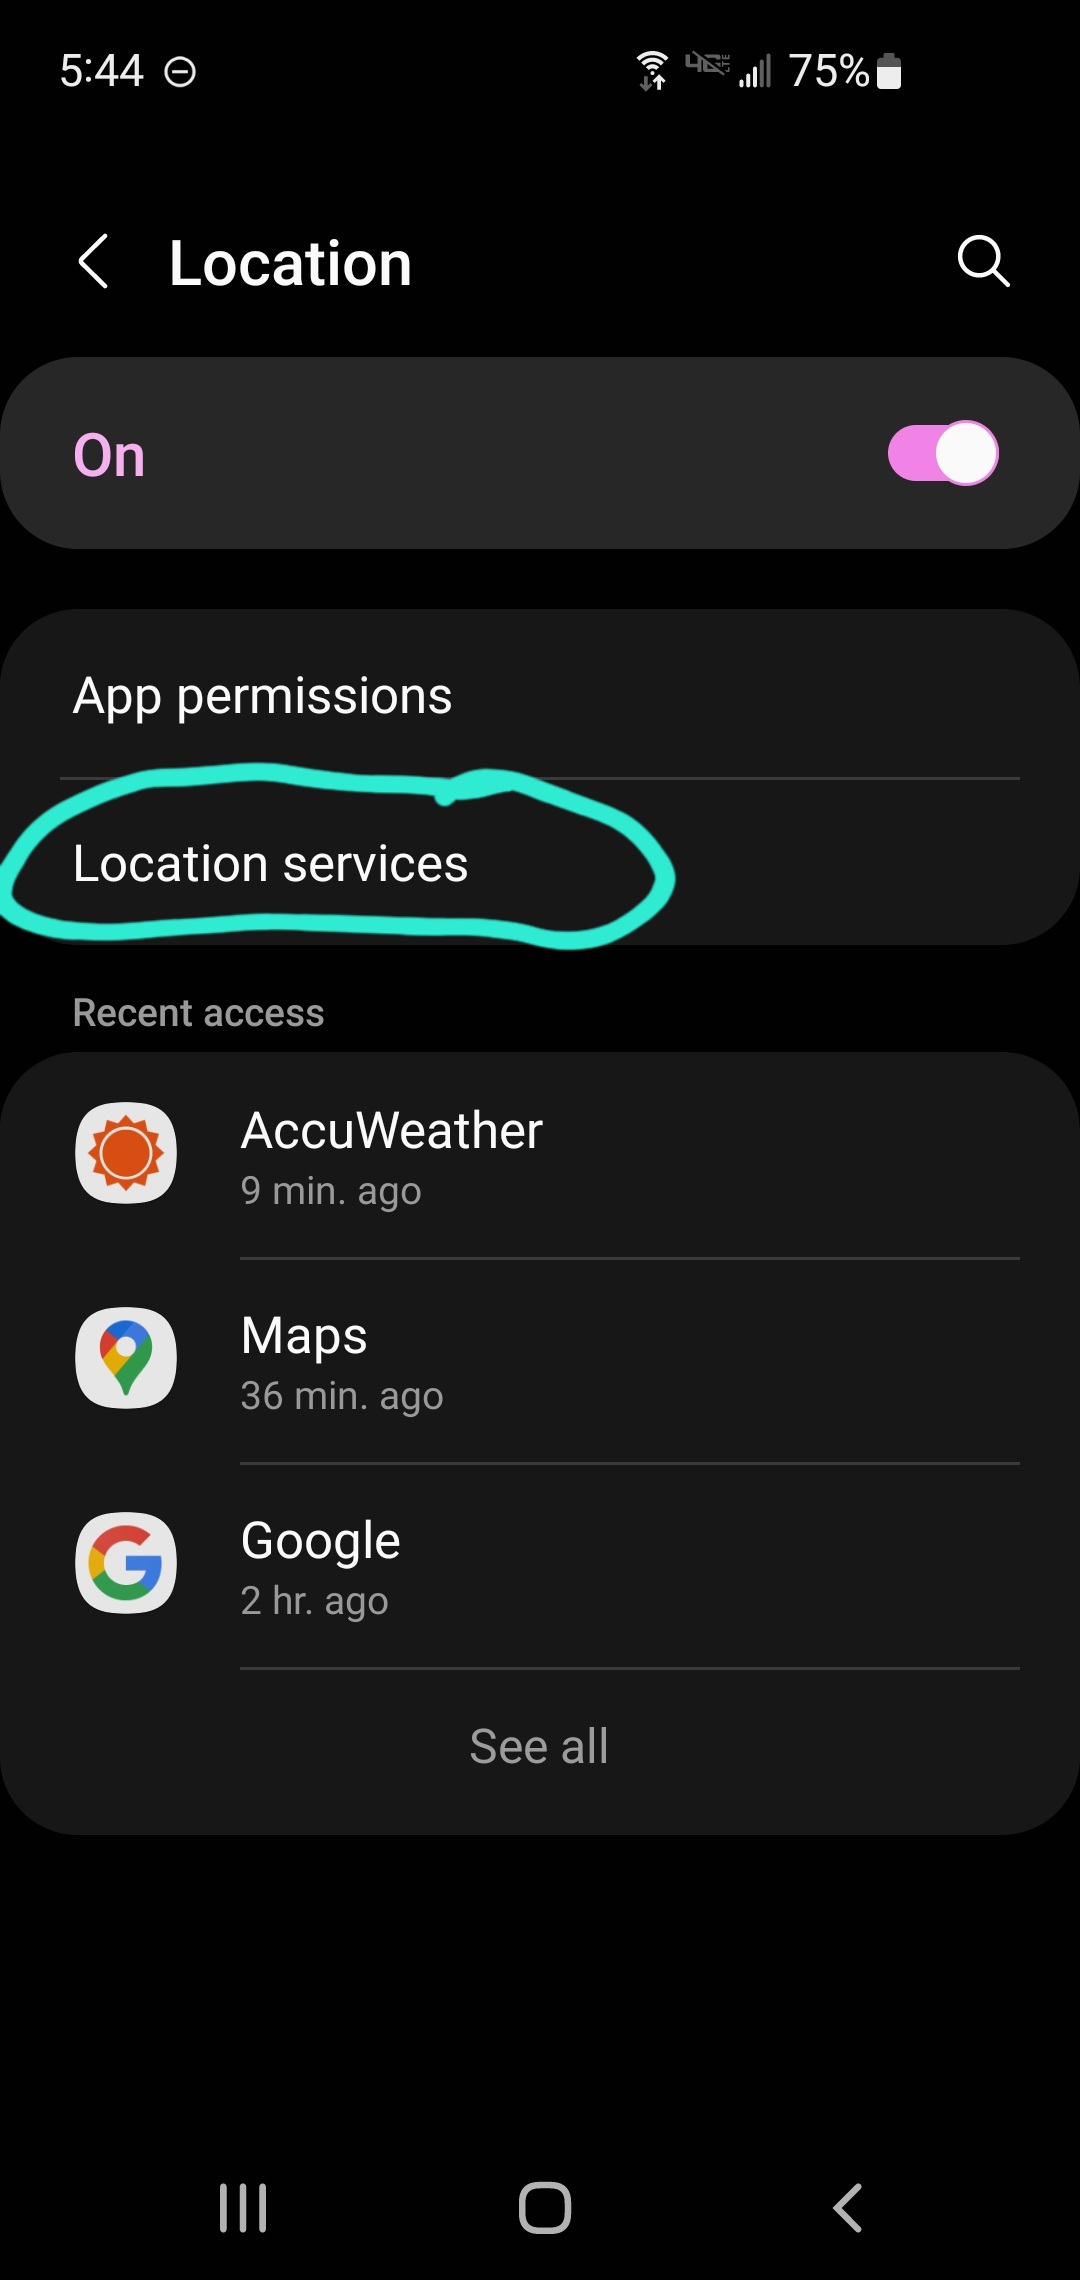 5:44 75%
Location
On
App permissions
Location services
Recent access
AccuWeather
9 min. ago
Maps
36 min. ago
Google
2 hr. ago
See all